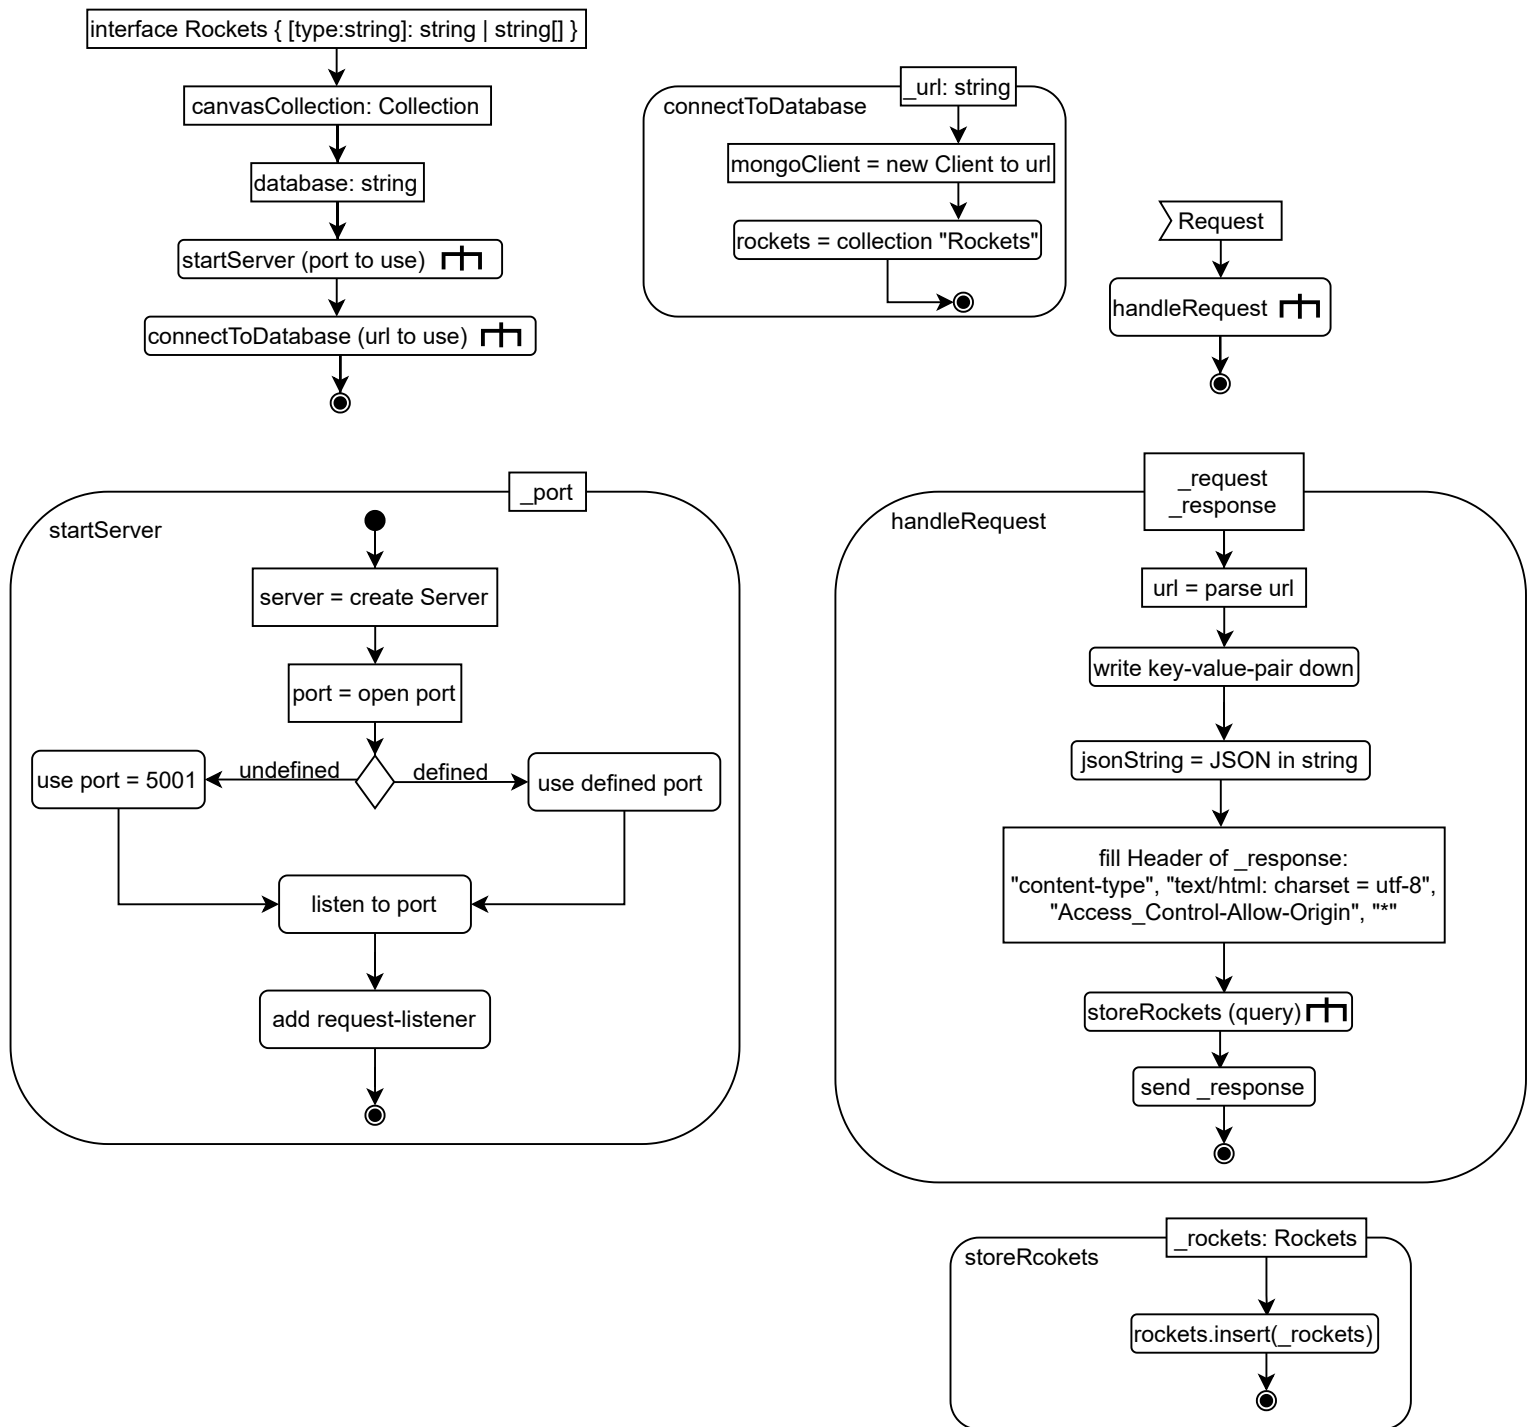 interface Rockets { [type:string]: string | string[] }
canvasCollection: Collection
database: string
startServer (port to use)
connectToDatabase (url to use)
_url: string
connectToDatabase
mongoClient = new Client to url
rockets = collection "Rockets"
Request
handleRequest
_port
startServer
server = create Server
port = open port
undefined
defined
use port = 5001
use defined port
listen to port
add request-listener
_request
_response
handleRequest
url = parse url
write key-value-pair down
jsonString = JSON in string
fill Header of _response:
"content-type", "text/html: charset = utf-8",
"Access_Control-Allow-Origin", "*"
storeRockets (query)
send _response
_rockets: Rockets
storeRcokets
rockets.insert(_rockets)